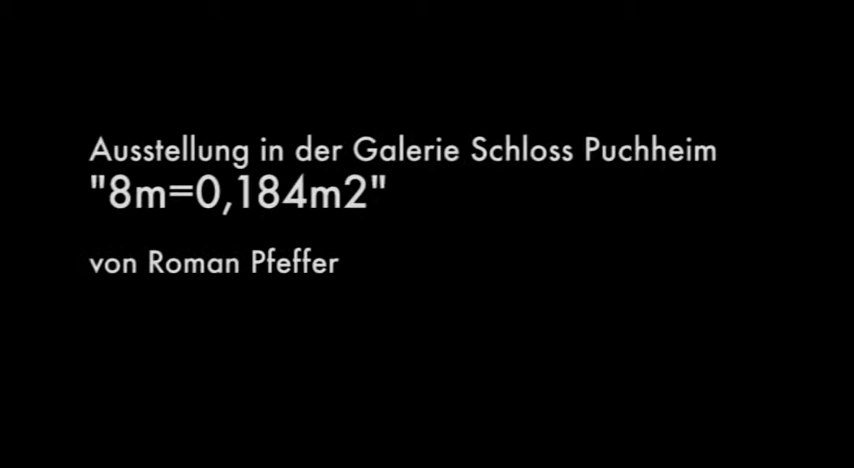 Ausstellung in der Galerie Schloss Puchheim
"8m=0,184m2"
von Roman Pfeffer